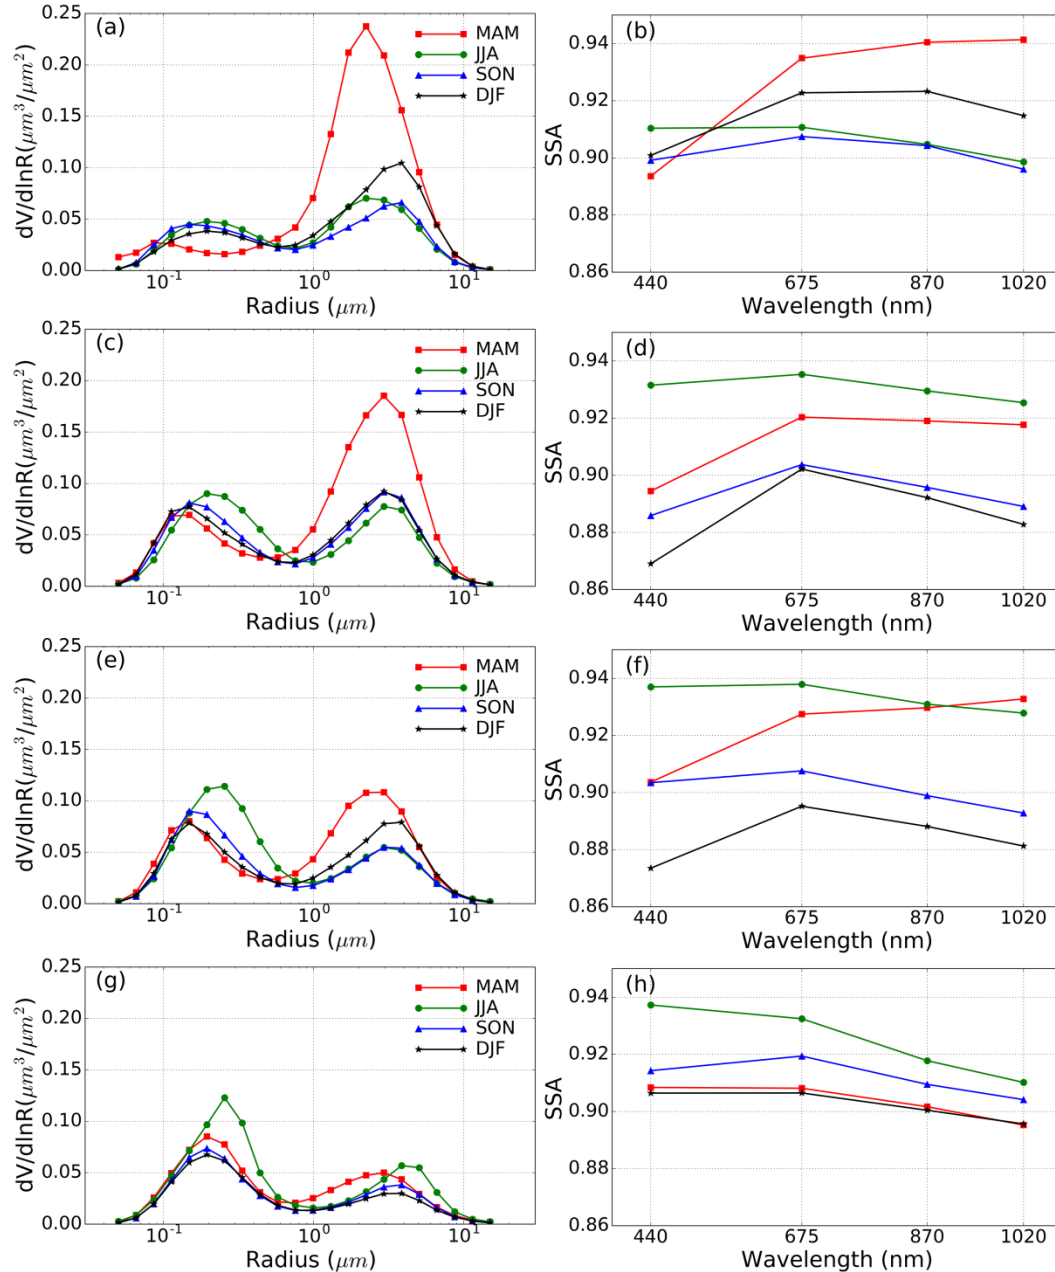 (a)
MAM
JJA
SON
DJF
0.25
0.20
0.15
0.10
0.05
0.00
dV/dlnR(μm³/μm²)
10⁻¹
10⁰
10¹
Radius (μm)
(b)
0.94
0.92
0.90
0.88
0.86
SSA
440
675
870
1020
Wavelength (nm)
(c)
MAM
JJA
SON
DJF
0.25
0.20
0.15
0.10
0.05
0.00
dV/dlnR(μm³/μm²)
10⁻¹
10⁰
10¹
Radius (μm)
(d)
0.94
0.92
0.90
0.88
0.86
SSA
440
675
870
1020
Wavelength (nm)
(e)
MAM
JJA
SON
DJF
0.25
0.20
0.15
0.10
0.05
0.00
dV/dlnR(μm³/μm²)
10⁻¹
10⁰
10¹
Radius (μm)
(f)
0.94
0.92
0.90
0.88
0.86
SSA
440
675
870
1020
Wavelength (nm)
(g)
MAM
JJA
SON
DJF
0.25
0.20
0.15
0.10
0.05
0.00
dV/dlnR(μm³/μm²)
10⁻¹
10⁰
10¹
Radius (μm)
(h)
0.94
0.92
0.90
0.88
0.86
SSA
440
675
870
1020
Wavelength (nm)